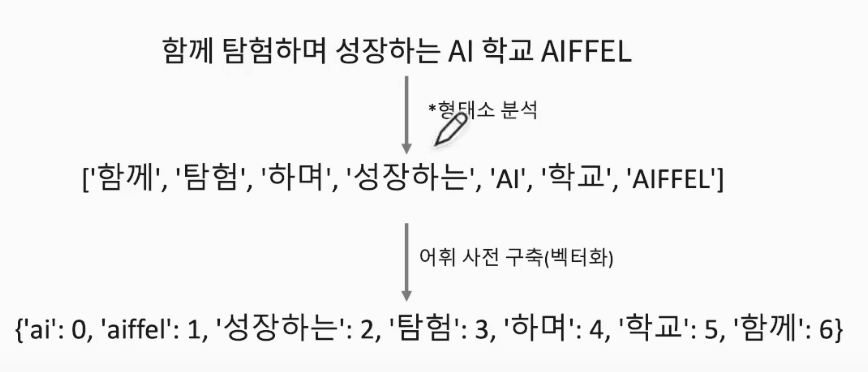 함께 탐험하며 성장하는 AI 학교 AIFFEL
*형태소 분석
['함께', '탐험', '하며', '성장하는', 'AI', '학교', 'AIFFEL']
어휘 사전 구축(벡터화)
{'ai': 0, 'aiffel': 1, '성장하는': 2, '탐험': 3, '하며': 4, '학교': 5, '함께': 6}